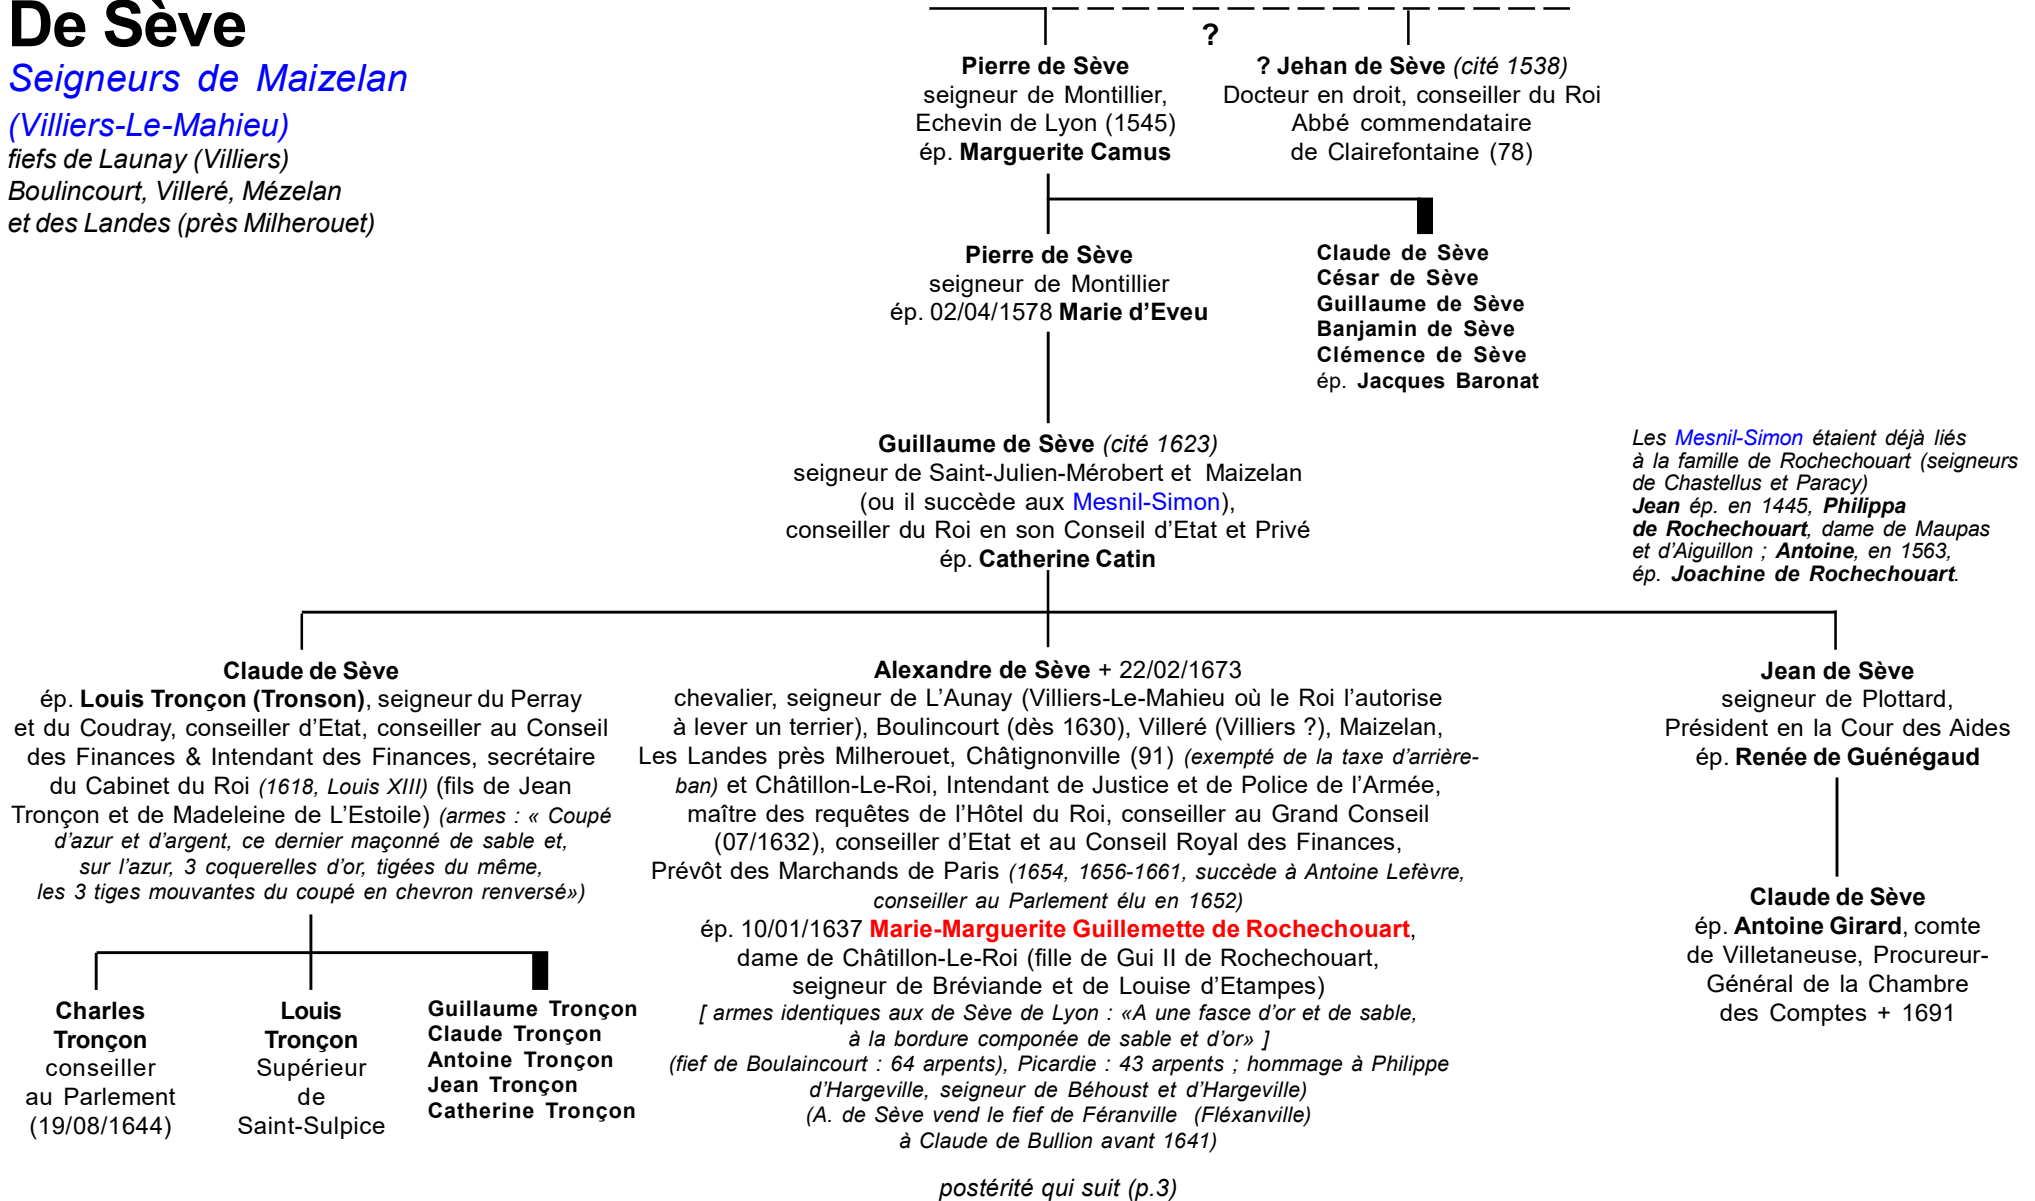 De Sève
Seigneurs de Maizelan
(Villiers-Le-Mahieu)
fiefs de Launay (Villiers)
Boulincourt, Villeré, Mézelan
et des Landes (près Milherouet)
?
Pierre de Sève
seigneur de Montillier,
Echevin de Lyon (1545)
ép. Marguerite Camus
? Jehan de Sève (cité 1538)
Docteur en droit, conseiller du Roi
Abbé commendataire
de Clairefontaine (78)
Pierre de Sève
seigneur de Montillier
ép. 02/04/1578 Marie d’Eveu
Claude de Sève
César de Sève
Guillaume de Sève
Banjamin de Sève
Clémence de Sève
ép. Jacques Baronat
Guillaume de Sève (cité 1623)
seigneur de Saint-Julien-Mérobert et Maizelan
(ou il succède aux Mesnil-Simon),
conseiller du Roi en son Conseil d’Etat et Privé
ép. Catherine Catin
Les Mesnil-Simon étaient déjà liés
à la famille de Rochechouart (seigneurs
de Chastellus et Paracy)
Jean ép. en 1445, Philippa
de Rochechouart, dame de Maupas
et d’Aiguillon ; Antoine, en 1563,
ép. Joachine de Rochechouart.
Claude de Sève
ép. Louis Tronçon (Tronson), seigneur du Perray
et du Coudray, conseiller d’Etat, conseiller au Conseil
des Finances & Intendant des Finances, secrétaire
du Cabinet du Roi (1618, Louis XIII) (fils de Jean
Tronçon et de Madeleine de L’Estoile) (armes : « Coupé
d’azur et d’argent, ce dernier maçonné de sable et,
sur l’azur, 3 coquerelles d’or, tigées du même,
les 3 tiges mouvantes du coupé en chevron renversé»)
Alexandre de Sève + 22/02/1673
chevalier, seigneur de L’Aunay (Villiers-Le-Mahieu où le Roi l’autorise
à lever un terrier), Boulincourt (dès 1630), Villeré (Villiers ?), Maizelan,
Les Landes près Milherouet, Châtignonville (91) (exempté de la taxe d’arrière-
ban) et Châtillon-Le-Roi, Intendant de Justice et de Police de l’Armée,
maître des requêtes de l’Hôtel du Roi, conseiller au Grand Conseil
(07/1632), conseiller d’Etat et au Conseil Royal des Finances,
Prévôt des Marchands de Paris (1654, 1656-1661, succède à Antoine Lefèvre,
conseiller au Parlement élu en 1652)
ép. 10/01/1637 Marie-Marguerite Guillemette de Rochechouart,
dame de Châtillon-Le-Roi (fille de Gui II de Rochechouart,
seigneur de Bréviande et de Louise d’Etampes)
[ armes identiques aux de Sève de Lyon : «A une fasce d’or et de sable,
à la bordure componée de sable et d’or» ]
(fief de Boulaincourt : 64 arpents), Picardie : 43 arpents ; hommage à Philippe
d’Hargeville, seigneur de Béhoust et d’Hargeville)
(A. de Sève vend le fief de Féranville (Fléxanville)
à Claude de Bullion avant 1641)
postérité qui suit (p.3)
Jean de Sève
seigneur de Plottard,
Président en la Cour des Aides
ép. Renée de Guénégaud
Claude de Sève
ép. Antoine Girard, comte
de Villetaneuse, Procureur-
Général de la Chambre
des Comptes + 1691
Charles
Tronçon
conseiller
au Parlement
(19/08/1644)
Louis
Tronçon
Supérieur
de
Saint-Sulpice
Guillaume Tronçon
Claude Tronçon
Antoine Tronçon
Jean Tronçon
Catherine Tronçon